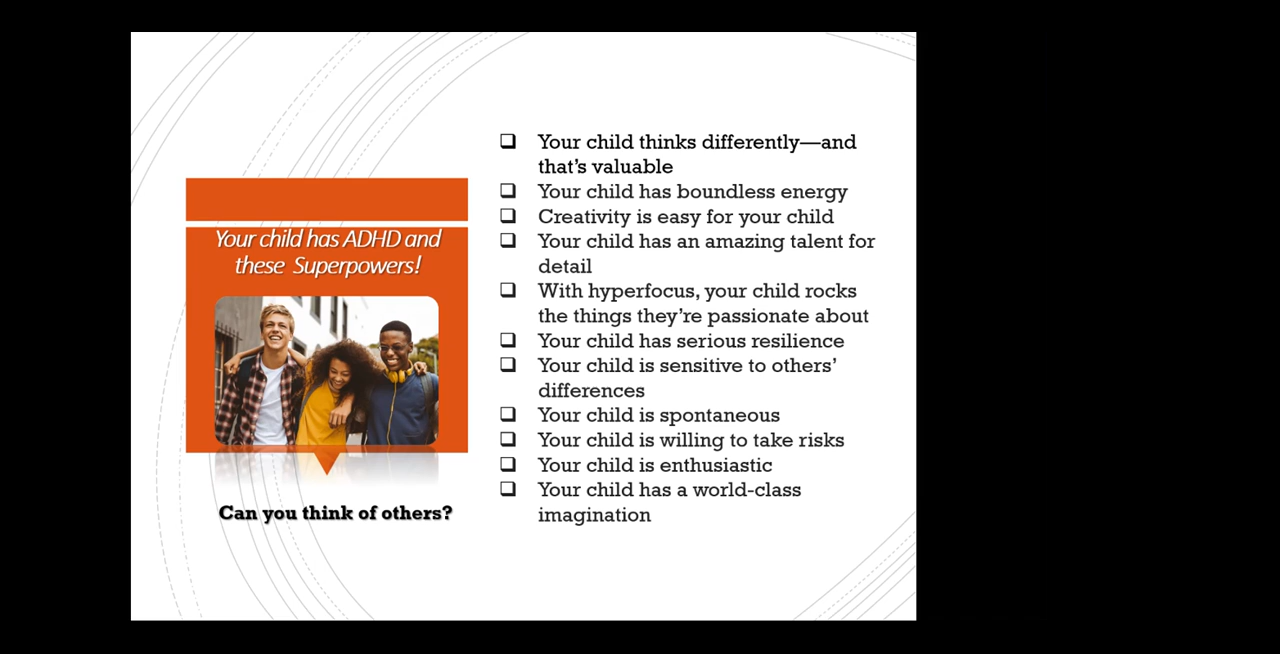 Your child has ADHD and
these Superpowers!
Can you think of others?
❑ Your child thinks differently—and
that’s valuable
❑ Your child has boundless energy
❑ Creativity is easy for your child
❑ Your child has an amazing talent for
detail
❑ With hyperfocus, your child rocks
the things they’re passionate about
❑ Your child has serious resilience
❑ Your child is sensitive to others’
differences
❑ Your child is spontaneous
❑ Your child is willing to take risks
❑ Your child is enthusiastic
❑ Your child has a world-class
imagination